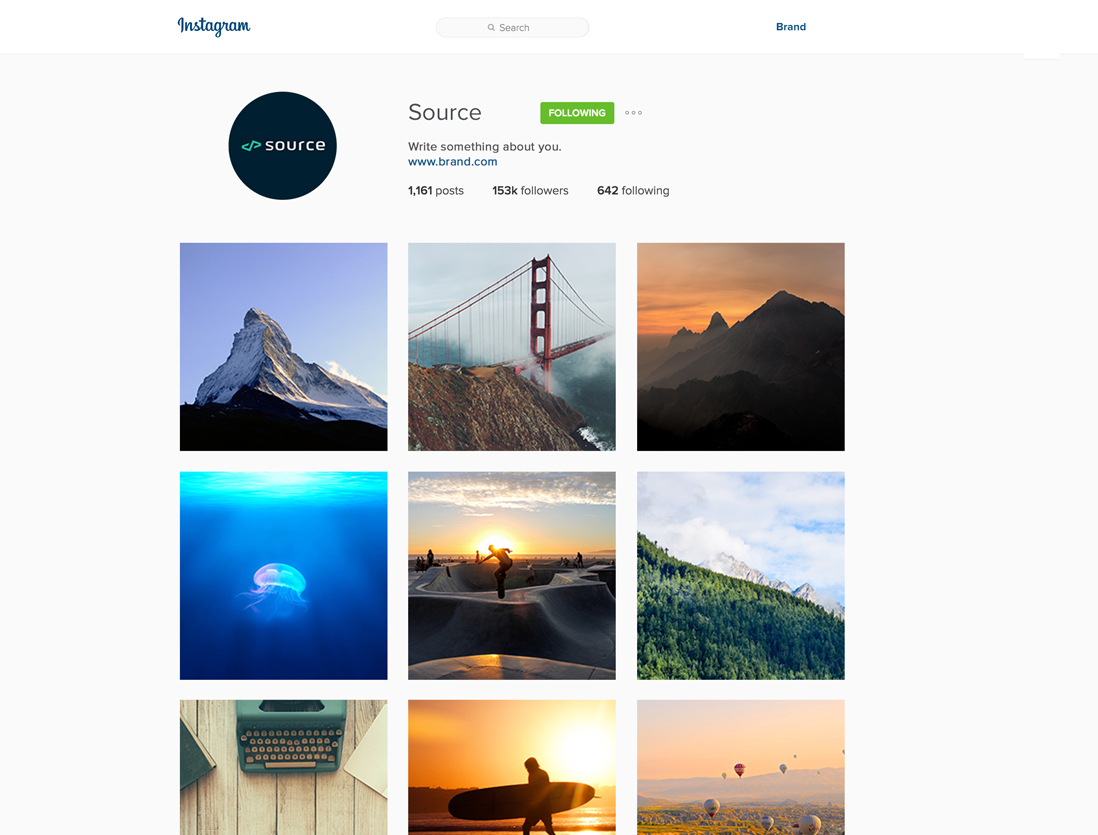 Instagram
Search
Brand
</> source
Source
FOLLOWING
Write something about you.
www.brand.com
1,161 posts 153k followers 642 following